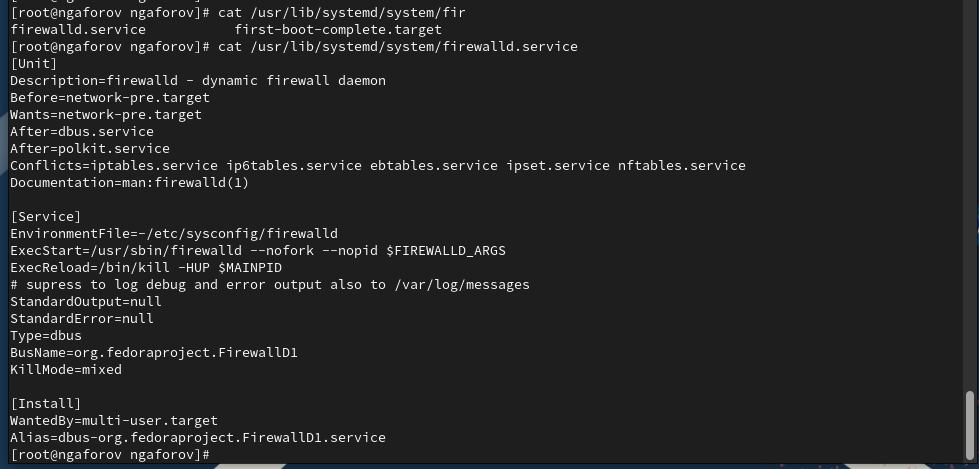 [root@ngaforov ngaforov]# cat /usr/lib/systemd/system/fir
firewalld.service           first-boot-complete.target
[root@ngaforov ngaforov]# cat /usr/lib/systemd/system/firewalld.service
[Unit]
Description=firewalld - dynamic firewall daemon
Before=network-pre.target
Wants=network-pre.target
After=dbus.service
After=polkit.service
Conflicts=iptables.service ip6tables.service ebtables.service ipset.service nftables.service
Documentation=man:firewalld(1)

[Service]
EnvironmentFile=-/etc/sysconfig/firewalld
ExecStart=/usr/sbin/firewalld --nofork --nopid $FIREWALLD_ARGS
ExecReload=/bin/kill -HUP $MAINPID
# supress to log debug and error output also to /var/log/messages
StandardOutput=null
StandardError=null
Type=dbus
BusName=org.fedoraproject.FirewallD1
KillMode=mixed

[Install]
WantedBy=multi-user.target
Alias=dbus-org.fedoraproject.FirewallD1.service
[root@ngaforov ngaforov]#